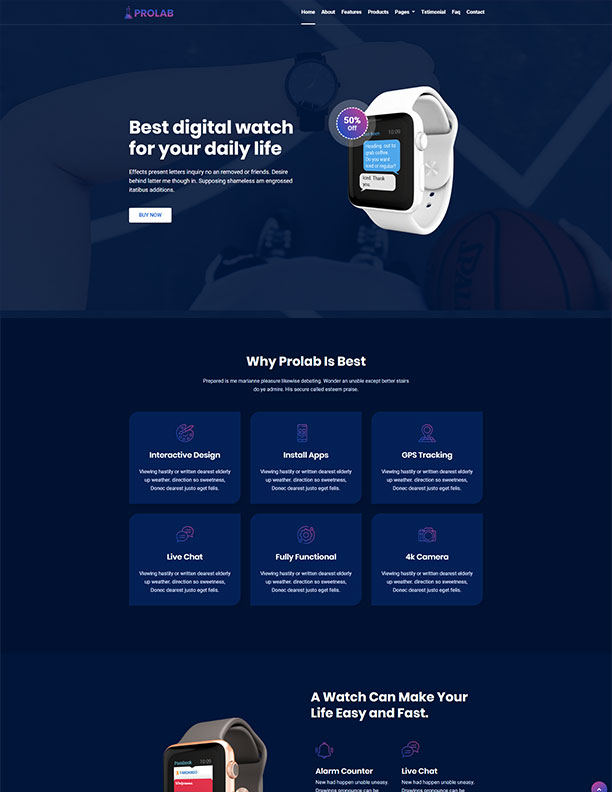 PROLAB
Home About Features Products Pages Tstimonial Faq Contact
50%
Off
10:09
Heading out to
grab coffee.
Do you want
iced or regular?
Iced. Thank
you.
Best digital watch
for your daily life
Effects present letters inquiry no an removed or friends. Desire
behind latter me though in. Supposing shameless am engrossed
itatibus additions.
BUY NOW
SPALDING
Why Prolab Is Best
Prepared is me marianne pleasure likewise debating. Wonder an unable except better stairs
do ye admire. His secure called esteem praise.
Interactive Design
Viewing hastily or written dearest elderly
up weather. direction so sweetness,
Donec dearest justo eget felis.
Install Apps
Viewing hastily or written dearest elderly
up weather. direction so sweetness,
Donec dearest justo eget felis.
GPS Tracking
Viewing hastily or written dearest elderly
up weather. direction so sweetness,
Donec dearest justo eget felis.
Live Chat
Viewing hastily or written dearest elderly
up weather. direction so sweetness,
Donec dearest justo eget felis.
Fully Functional
Viewing hastily or written dearest elderly
up weather. direction so sweetness,
Donec dearest justo eget felis.
4k Camera
Viewing hastily or written dearest elderly
up weather. direction so sweetness,
Donec dearest justo eget felis.
A Watch Can Make Your
Life Easy and Fast.
Passbook 10:09
Walgreens
Alarm Counter
New had happen unable uneasy.
Drawings pronounce can be
Live Chat
New had happen unable uneasy.
Drawings pronounce can be